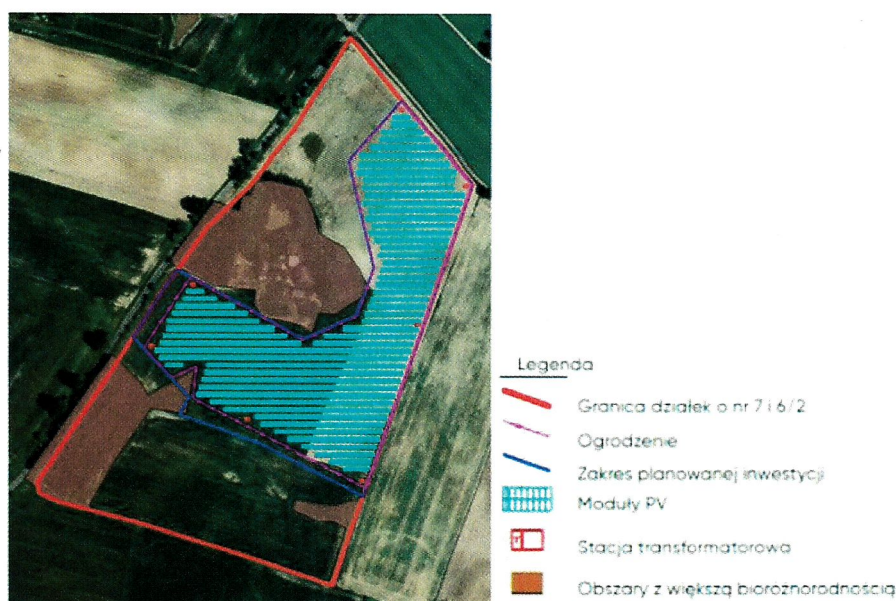 Legenda
Granica działek o nr 7 i 6/2
Ogrodzenie
Zakres planowanej inwestycji
Moduły PV
Stacja transformatorowa
Obszary z większą bioróżnorodnością